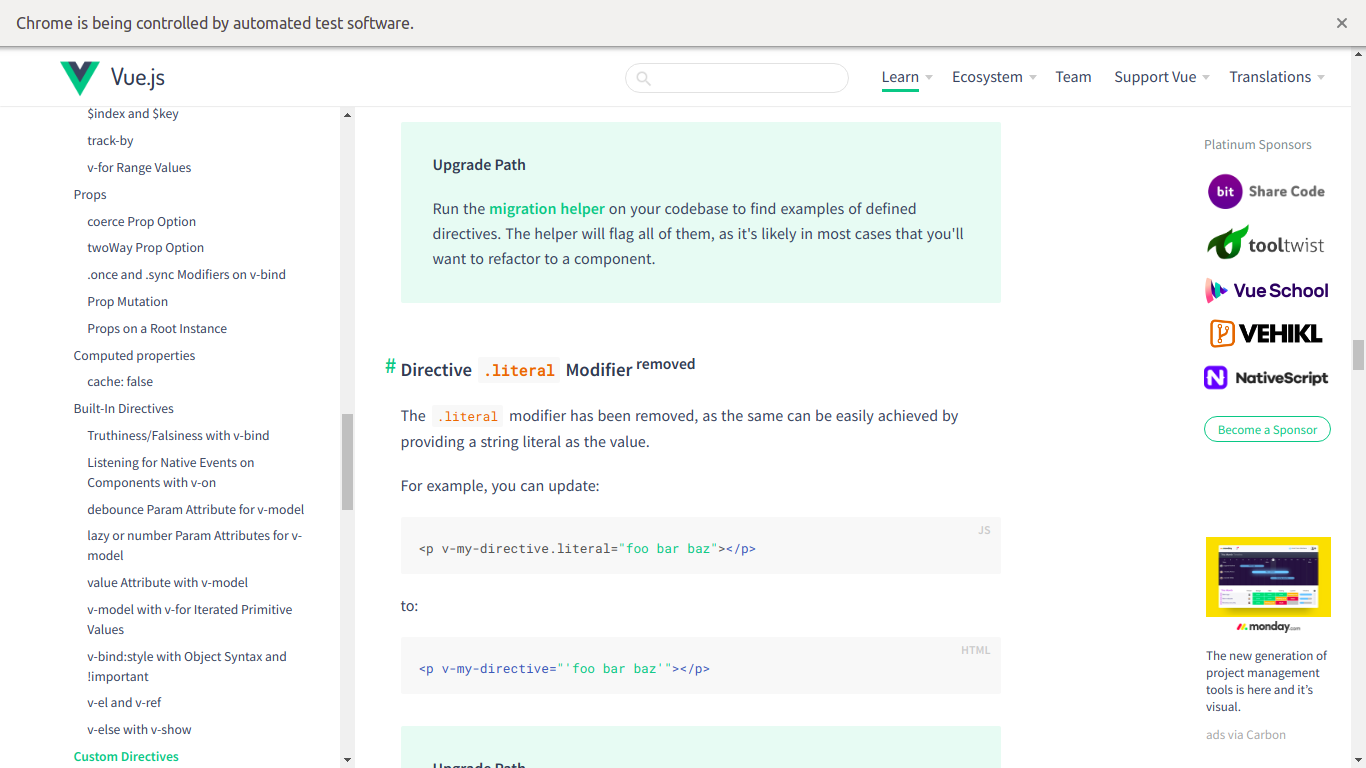 Chrome is being controlled by automated test software.
Vue.js
Learn
Ecosystem
Team
Support Vue
Translations
$index and $key
track-by
v-for Range Values
Props
coerce Prop Option
twoWay Prop Option
.once and .sync Modifiers on v-bind
Prop Mutation
Props on a Root Instance
Computed properties
cache: false
Built-In Directives
Truthiness/Falsiness with v-bind
Listening for Native Events on
Components with v-on
debounce Param Attribute for v-model
lazy or number Param Attributes for v-
model
value Attribute with v-model
v-model with v-for Iterated Primitive
Values
v-bind:style with Object Syntax and
!important
v-el and v-ref
v-else with v-show
Custom Directives
Upgrade Path
Run the migration helper on your codebase to find examples of defined
directives. The helper will flag all of them, as it's likely in most cases that you'll
want to refactor to a component.
# Directive .literal Modifier removed
The .literal modifier has been removed, as the same can be easily achieved by
providing a string literal as the value.
For example, you can update:
JS
<p v-my-directive.literal="foo bar baz"></p>
to:
HTML
<p v-my-directive="'foo bar baz'"></p>
Upgrade Path
Platinum Sponsors
bit Share Code
tooltwist
Vue School
VEHIKL
NativeScript
Become a Sponsor
monday.com
The new generation of
project management
tools is here and it's
visual.
ads via Carbon